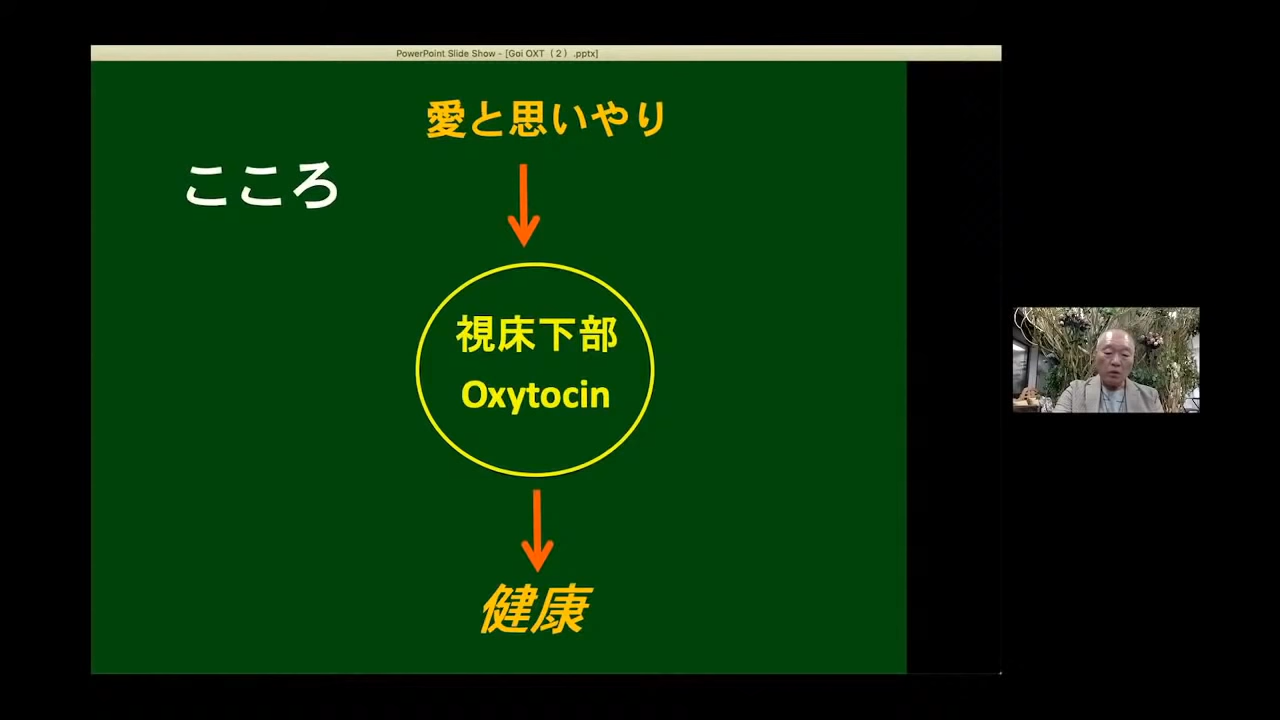 PowerPoint Slide Show - [Goi OXT（２）.pptx]
愛と思いやり
こころ
視床下部
Oxytocin
健康